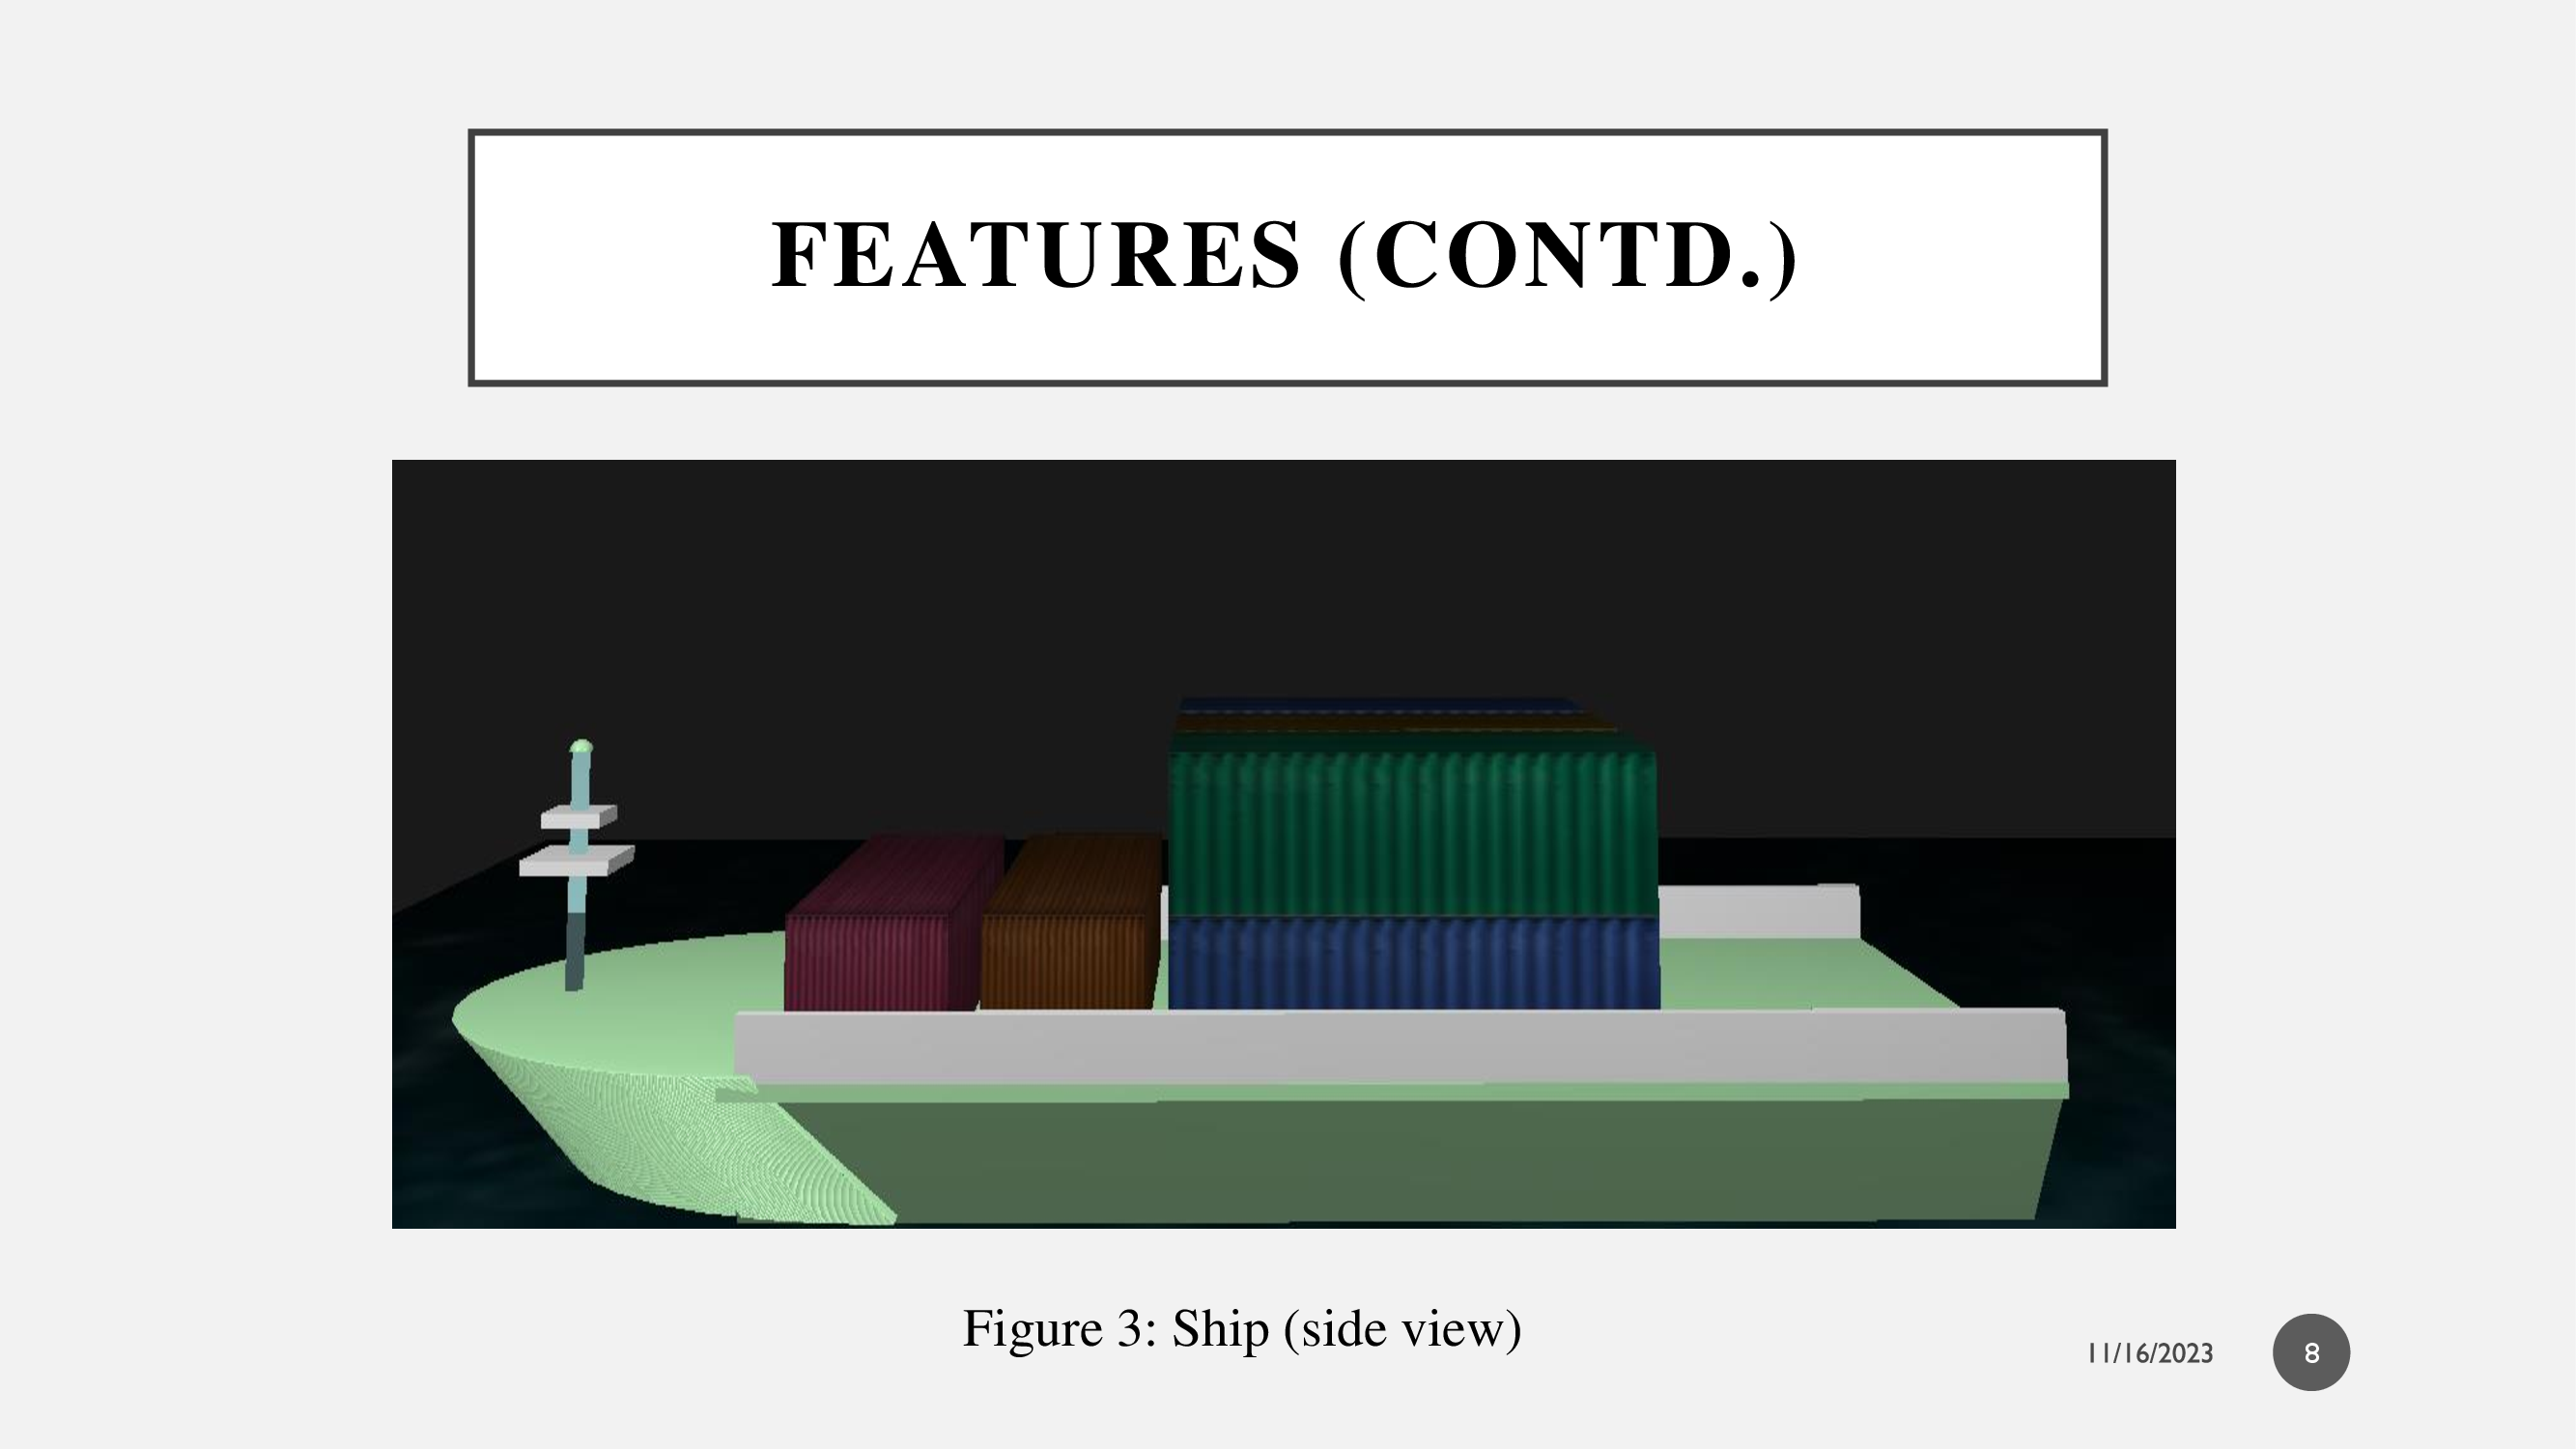 FEATURES (CONTD.)
Figure 3: Ship (side view)
11/16/2023
8